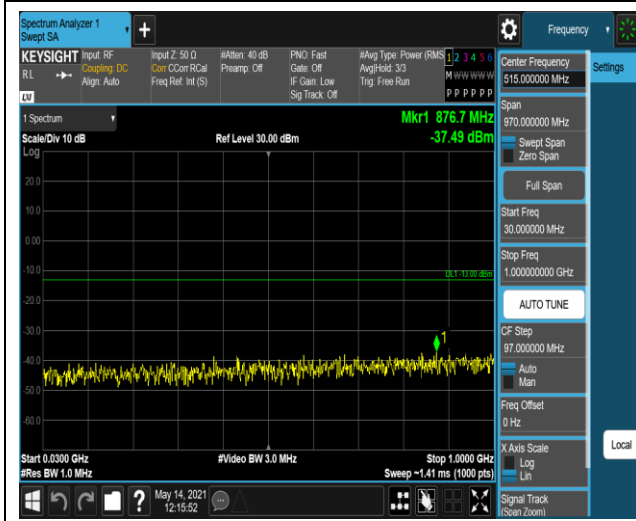 Spectrum Analyzer 1
Swept SA
Frequency
KEYSIGHT
Input: RF
Input Z: 50 Ω
#Atten: 40 dB
PNO: Fast
#Avg Type: Power (RMS
1 2 3 4 5 6
RL
Coupling: DC
Corr CCorr RCal
Preamp: Off
Gate: Off
Avg|Hold: 3/3
M W W W W W
Align: Auto
Freq Ref: Int (S)
IF Gain: Low
Trig: Free Run
Sig Track: Off
P P P P P P
LXI
Center Frequency
515.000000 MHz
Settings
1 Spectrum
Mkr1 876.7 MHz
Scale/Div 10 dB
Ref Level 30.00 dBm
-37.49 dBm
Log
20.0
10.0
0.00
-10.0
DL1 -13.00 dBm
-20.0
-30.0
1
-40.0
-50.0
-60.0
Start 0.0300 GHz
#Video BW 3.0 MHz
Stop 1.0000 GHz
#Res BW 1.0 MHz
Sweep ~1.41 ms (1000 pts)
Span
970.000000 MHz
Swept Span
Zero Span
Full Span
Start Freq
30.000000 MHz
Stop Freq
1.000000000 GHz
AUTO TUNE
CF Step
97.000000 MHz
Auto
Man
Freq Offset
0 Hz
X Axis Scale
Log
Lin
Local
Signal Track
(Span Zoom)
?
May 14, 2021
12:15:52